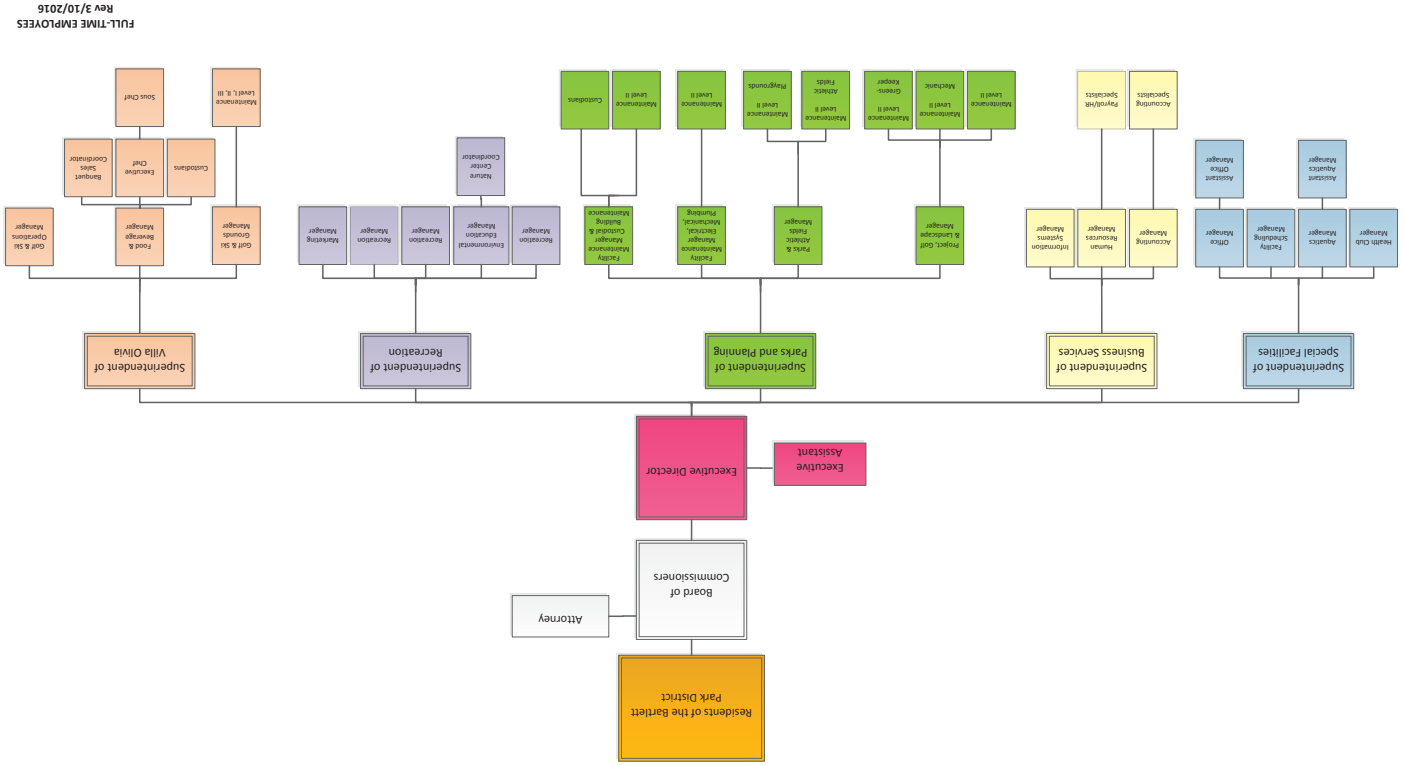 Residents of the Bartlett
Park District
Board of
Commissioners
Attorney
Executive
Assistant
Executive Director
Superintendent of
Special Facilities
Superintendent of
Business Services
Superintendent of
Parks and Planning
Superintendent of
Recreation
Superintendent of
Villa Olivia
Health Club
Manager
Aquatics
Manager
Facility
Scheduling
Manager
Office
Manager
Accounting
Manager
Human
Resources
Manager
Information
Systems
Manager
Project, Golf,
& Landscape
Manager
Parks &
Athletic
Fields
Manager
Facility
Maintenance
Manager
Electrical,
Mechanical,
Plumbing
Facility
Maintenance
Manager
Custodial &
Building
Maintenance
Recreation
Manager
Environmental
Education
Manager
Recreation
Manager
Recreation
Manager
Marketing
Manager
Golf & Ski
Grounds
Manager
Food &
Beverage
Manager
Golf & Ski
Operations
Manager
Assistant
Aquatics
Manager
Assistant
Office
Manager
Nature
Center
Coordinator
Custodians
Executive
Chef
Banquet
Sales
Coordinator
Accounting
Specialists
Payroll/HR
Specialists
Maintenance
Level II
Maintenance
Level II
Mechanic
Maintenance
Level II
Greens-
Keeper
Maintenance
Level II
Athletic
Fields
Maintenance
Level II
Playgrounds
Maintenance
Level II
Maintenance
Level II
Custodians
Maintenance
Level I, II, III
Sous Chef
FULL-TIME EMPLOYEES
Rev 3/10/2016